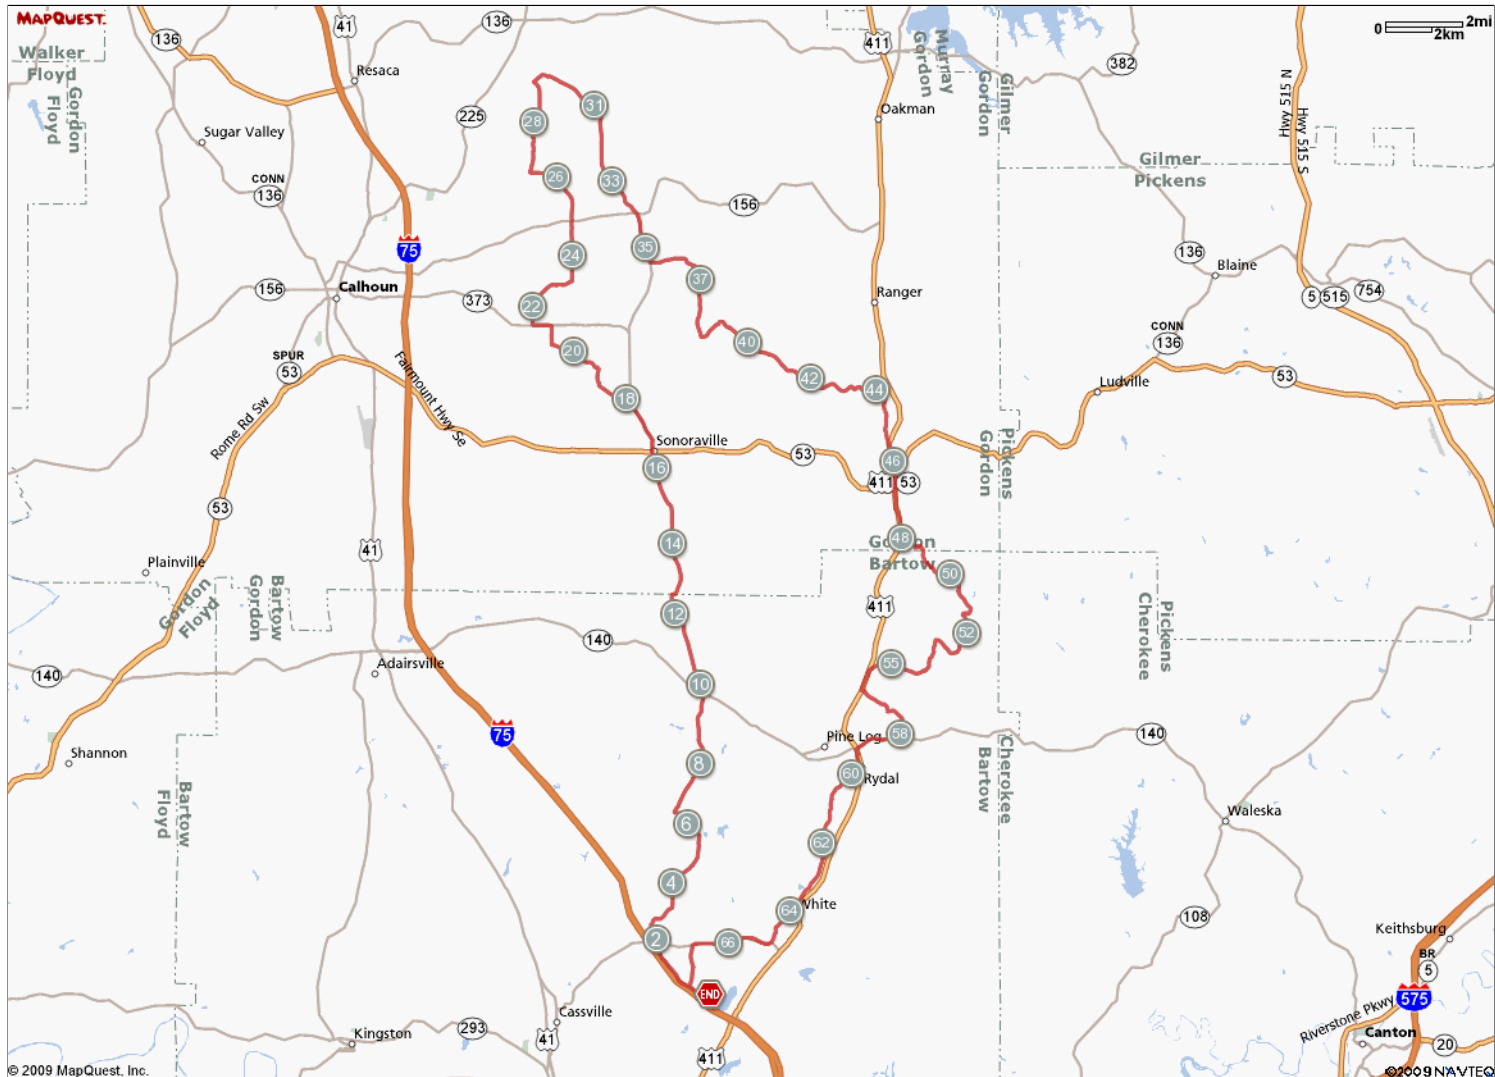 MAPQUEST.
41
136
0 2mi
2km
411
136
Walker
Floyd
Resaca
Murray
Gordon
382
Gordon
Floyd
Gordon
Gilmer
Hwy 515 N
Hwy 515 S
Oakman
31
28
225
Sugar Valley
Gilmer
Pickens
CONN
136
26
33
156
75
35
24
136
Blaine
156
Calhoun
373
37
Ranger
5
515
754
22
CONN
136
40
20
SPUR
53
Fairmount Hwy Se
42
44
Ludville
53
18
Rome Rd Sw
Sonoraville
53
16
46
411
53
Pickens
Gordon
53
41
14
48
Gordon
Bartow
Plainville
50
Gordon
Floyd
Bartow
Gordon
12
411
Pickens
Cherokee
52
140
55
Adairsville
140
10
75
58
Pine Log
140
Shannon
8
60
Rydal
Cherokee
Bartow
Bartow
Floyd
6
62
Waleska
4
64
White
108
2
66
Keithsburg
BR
5
END
575
Cassville
Riverstone Pkwy
Kingston
293
41
Canton
20
411
© 2009 MapQuest, Inc.
©2009 NAVTEQ